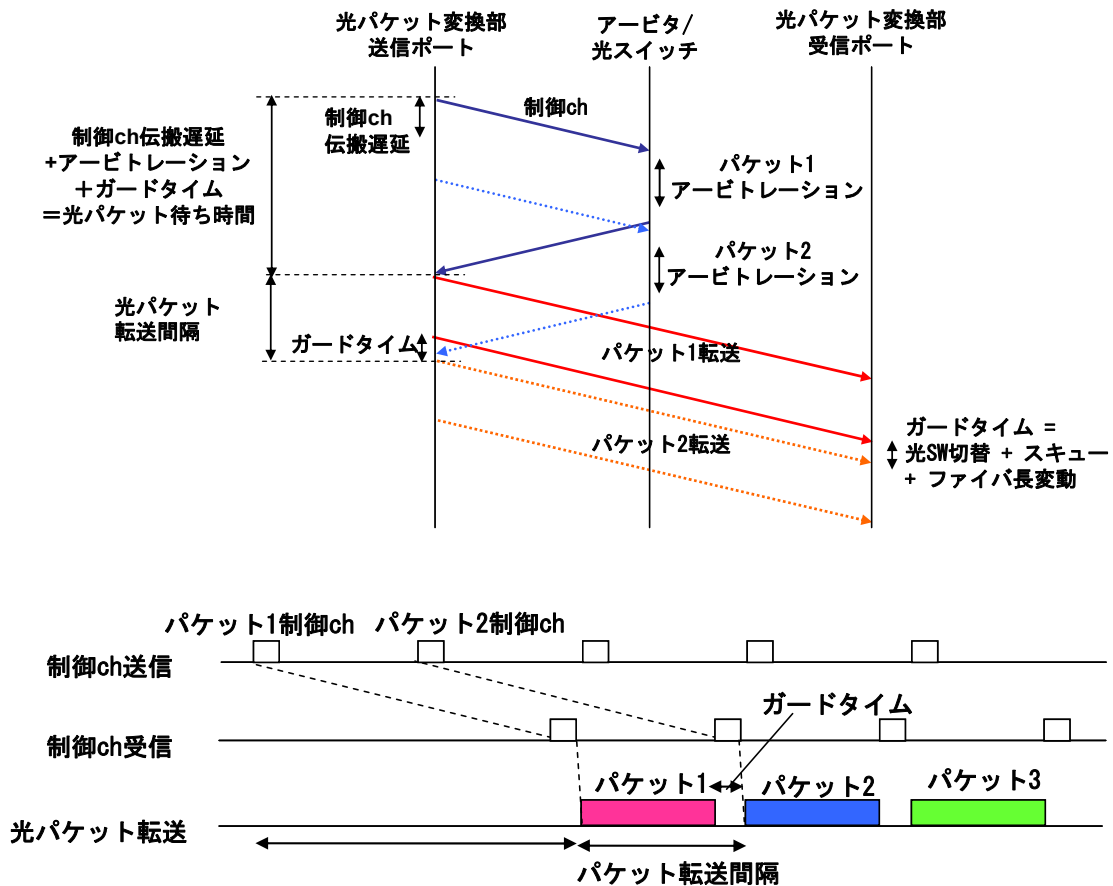 光パケット変換部
送信ポート
アービタ/
光スイッチ
光パケット変換部
受信ポート
制御ch
伝搬遅延
制御ch
制御ch伝搬遅延
+アービトレーション
＋ガードタイム
＝光パケット待ち時間
パケット1
アービトレーション
パケット2
アービトレーション
光パケット
転送間隔
ガードタイム
パケット1転送
パケット2転送
ガードタイム =
光SW切替 + スキュー
+ ファイバ長変動
パケット1制御ch
パケット2制御ch
制御ch送信
ガードタイム
制御ch受信
パケット1
パケット2
パケット3
光パケット転送
パケット転送間隔